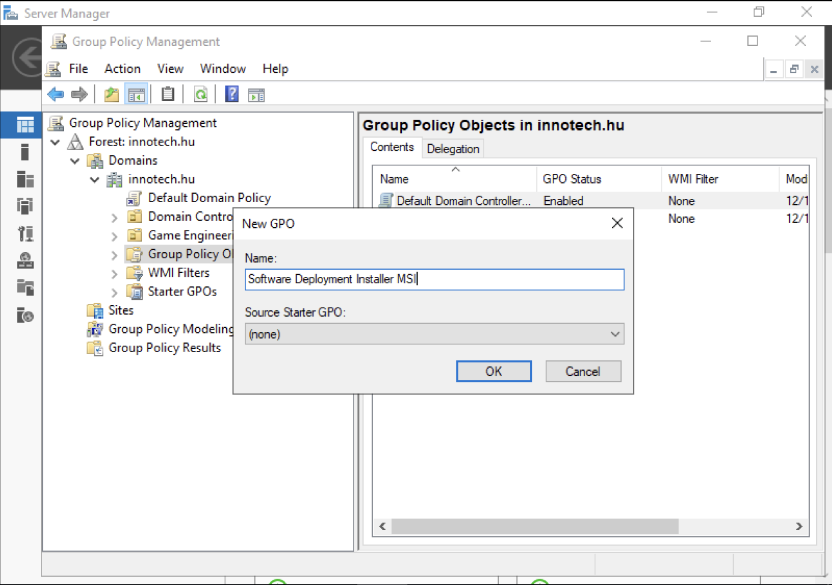 Server Manager
Group Policy Management
File Action View Window Help
Group Policy Management
Forest: innotech.hu
Domains
innotech.hu
Default Domain Policy
Domain Contro
Game Engineeri
Group Policy O
WMI Filters
Starter GPOs
Sites
Group Policy Modeling
Group Policy Results
Group Policy Objects in innotech.hu
Contents Delegation
Name GPO Status WMI Filter Mod
Default Domain Controller... Enabled None 12/1
None 12/1
New GPO
Name:
Software Deployment Installer MSI
Source Starter GPO:
(none)
OK Cancel